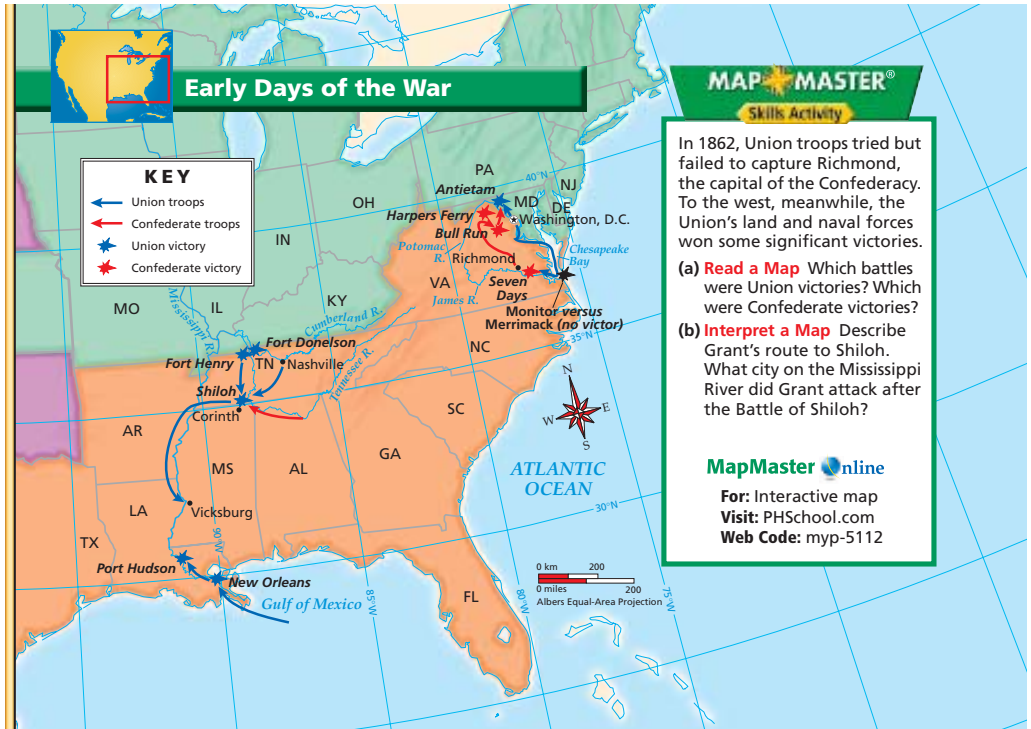 Early Days of the War
KEY
Union troops
Confederate troops
Union victory
Confederate victory
PA
40°N
NJ
Antietam
MD
DE
OH
Harpers Ferry
Washington, D.C.
Bull Run
IN
Potomac
R.
Chesapeake
Bay
Richmond
VA
Seven
Days
James R.
MO
IL
KY
Mississippi R.
Cumberland R.
Monitor versus
Merrimack (no victor)
35°N
Fort Donelson
Fort Henry
TN
Nashville
Tennessee R.
NC
Shiloh
Corinth
N
W
E
S
SC
AR
MS
AL
GA
ATLANTIC
OCEAN
LA
Vicksburg
30°N
TX
90°W
Port Hudson
New Orleans
Gulf of Mexico
85°W
FL
80°W
75°W
0 km 200
0 miles 200
Albers Equal-Area Projection
MAP MASTER®
Skills Activity
In 1862, Union troops tried but
failed to capture Richmond,
the capital of the Confederacy.
To the west, meanwhile, the
Union's land and naval forces
won some significant victories.
(a) Read a Map Which battles
were Union victories? Which
were Confederate victories?
(b) Interpret a Map Describe
Grant's route to Shiloh.
What city on the Mississippi
River did Grant attack after
the Battle of Shiloh?
MapMaster Online
For: Interactive map
Visit: PHSchool.com
Web Code: myp-5112